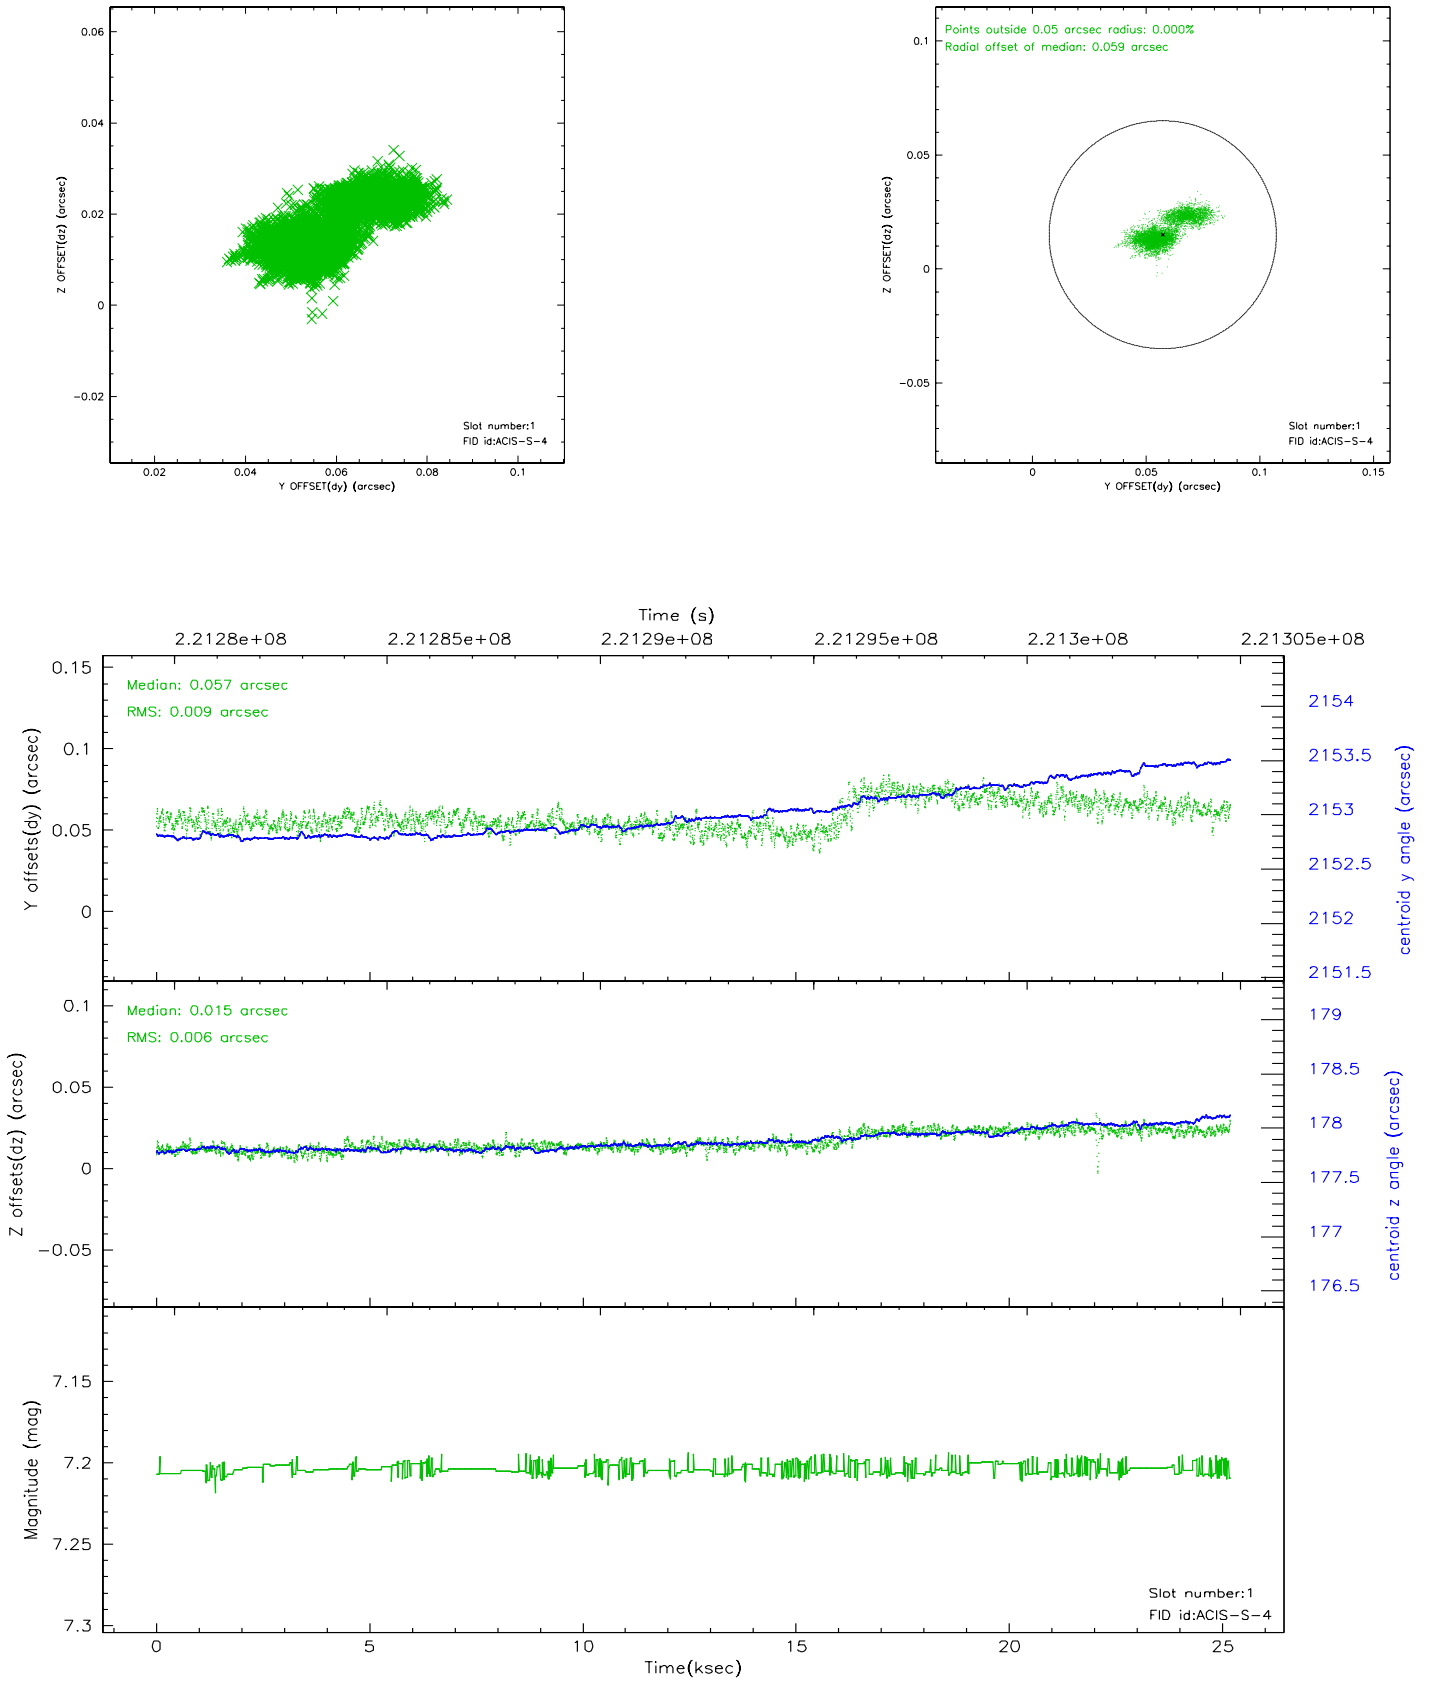 0.06
0.04
0.02
0
−0.02
Z OFFSET(dz) (arcsec)
Slot number:1
FID id:ACIS−S−4
0.02 0.04 0.06 0.08 0.1
Y OFFSET(dy) (arcsec)
Points outside 0.05 arcsec radius: 0.000%
Radial offset of median: 0.059 arcsec
0.1
0.05
0
−0.05
Z OFFSET(dz) (arcsec)
Slot number:1
FID id:ACIS−S−4
0 0.05 0.1 0.15
Y OFFSET(dy) (arcsec)
Time (s)
2.2128e+08 2.21285e+08 2.2129e+08 2.21295e+08 2.213e+08 2.21305e+08
Median: 0.057 arcsec
RMS: 0.009 arcsec
0.15
0.1
0.05
0
Y offsets(dy) (arcsec)
2154
2153.5
2153
2152.5
2152
2151.5
centroid y angle (arcsec)
Median: 0.015 arcsec
RMS: 0.006 arcsec
0.1
0.05
0
−0.05
Z offsets(dz) (arcsec)
179
178.5
178
177.5
177
176.5
centroid z angle (arcsec)
7.15
7.2
7.25
7.3
Magnitude (mag)
Slot number:1
FID id:ACIS−S−4
0 5 10 15 20 25
Time(ksec)